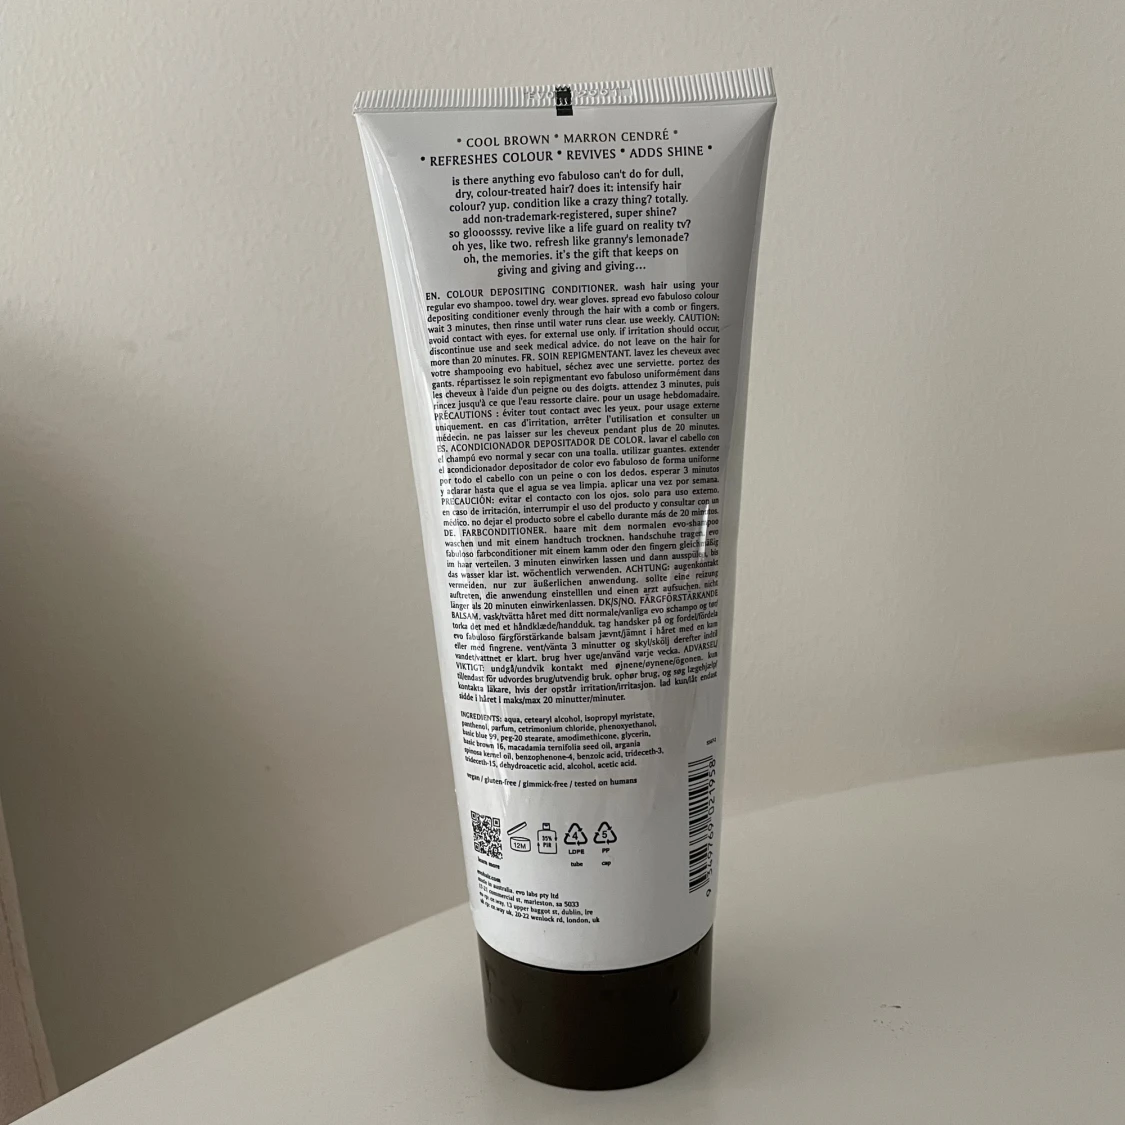 * COOL BROWN * MARRON CENDRÉ *
* REFRESHES COLOUR * REVIVES * ADDS SHINE *
is there anything evo fabuloso can't do for dull,
dry, colour-treated hair? does it: intensify hair
colour? yup. condition like a crazy thing? totally.
add non-trademark-registered, super shine?
so glooosssy. revive like a life guard on reality tv?
oh yes, like two. refresh like granny's lemonade?
oh, the memories. it's the gift that keeps on
giving and giving and giving...
EN. COLOUR DEPOSITING CONDITIONER. wash hair using your
regular evo shampoo. towel dry. wear gloves. spread evo fabuloso colour
depositing conditioner evenly through the hair with a comb or fingers.
wait 3 minutes, then rinse until water runs clear. use weekly. CAUTION:
avoid contact with eyes. for external use only. if irritation should occur,
discontinue use and seek medical advice. do not leave on the hair for
more than 20 minutes. FR. SOIN REPIGMENTANT. lavez les cheveux avec
votre shampooing evo habituel, séchez avec une serviette. portez des
gants. répartissez le soin repigmentant evo fabuloso uniformément dans
les cheveux à l'aide d'un peigne ou des doigts. attendez 3 minutes, puis
rincez jusqu'à ce que l'eau ressorte claire. pour un usage hebdomadaire.
PRÉCAUTIONS : éviter tout contact avec les yeux. pour usage externe
uniquement. en cas d'irritation, arrêter l'utilisation et consulter un
médecin. ne pas laisser sur les cheveux pendant plus de 20 minutes.
ES. ACONDICIONADOR DEPOSITADOR DE COLOR. lavar el cabello con
el champú evo normal y secar con una toalla. utilizar guantes. extender
el acondicionador depositador de color evo fabuloso de forma uniforme
por todo el cabello con un peine o con los dedos. esperar 3 minutos
y aclarar hasta que el agua se vea limpia. aplicar una vez por semana.
PRECAUCIÓN: evitar el contacto con los ojos. solo para uso externo.
en caso de irritación, interrumpir el uso del producto y consultar con un
médico. no dejar el producto sobre el cabello durante más de 20 minutos.
DE. FARBCONDITIONER. haare mit dem normalen evo-shampoo
waschen und mit einem handtuch trocknen. handschuhe tragen. evo
fabuloso farbconditioner mit einem kamm oder den fingern gleichmäßig
im haar verteilen. 3 minuten einwirken lassen und dann ausspülen, bis
das wasser klar ist. wöchentlich verwenden. ACHTUNG: augenkontakt
vermeiden. nur zur äußerlichen anwendung. sollte eine reizung
auftreten, die anwendung einstelllen und einen arzt aufsuchen. nicht
länger als 20 minuten einwirkenlassen. DK/S/NO. FÄRGFÖRSTÄRKANDE
BALSAM. vask/tvätta håret med ditt normale/vanliga evo schampo og tørr/
torka det med et håndklæde/handduk. tag handsker på og fordel/fördela
evo fabuloso färgförstärkande balsam jævnt/jämnt i håret med en kam
eller med fingrene. vent/vänta 3 minutter og skyl/skölj derefter indtil
vandet/vattnet er klart. brug hver uge/använd varje vecka. ADVARSEL/
VIKTIGT: undgå/undvik kontakt med øjnene/øynene/ögonen. kun
til/endast för udvortes brug/utvendig bruk. ophør brug, og søg lægehjælp/
kontakta läkare, hvis der opstår irritation/irritasjon. lad kun/låt endast
sidde i håret i maks/max 20 minutter/minuter.
INGREDIENTS: aqua, cetearyl alcohol, isopropyl myristate,
panthenol, parfum, cetrimonium chloride, phenoxyethanol,
basic blue 99, peg-20 stearate, amodimethicone, glycerin,
basic brown 16, macadamia ternifolia seed oil, argania
spinosa kernel oil, benzophenone-4, benzoic acid, trideceth-3,
trideceth-15, dehydroacetic acid, alcohol, acetic acid.
vegan / gluten-free / gimmick-free / tested on humans
12M
35%
PIR
4
LDPE
tube
5
PP
cap
learn more
evohair.com
made in australia. evo labs pty ltd
17-21 commercial st, marleston, sa 5033
13 upper baggot st, dublin, ire
20-22 wenlock rd, london, uk
9 349769 021958